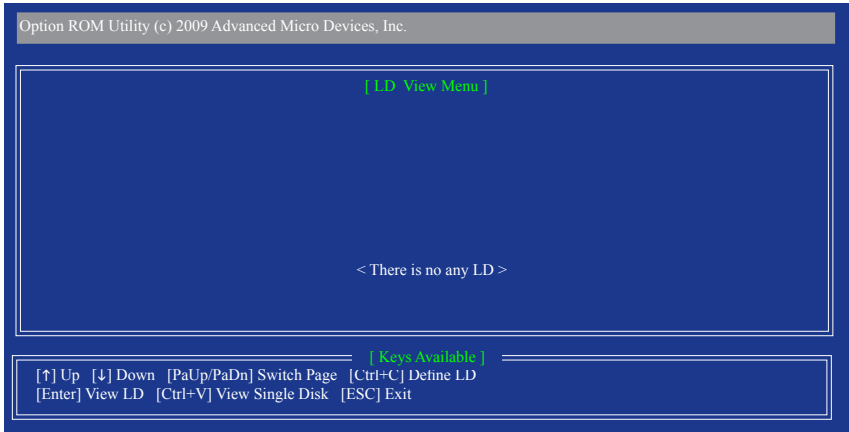 Option ROM Utility (c) 2009 Advanced Micro Devices, Inc.
[ LD View Menu ]
< There is no any LD >
[ Keys Available ]
[↑] Up [↓] Down [PaUp/PaDn] Switch Page [Ctrl+C] Define LD
[Enter] View LD [Ctrl+V] View Single Disk [ESC] Exit